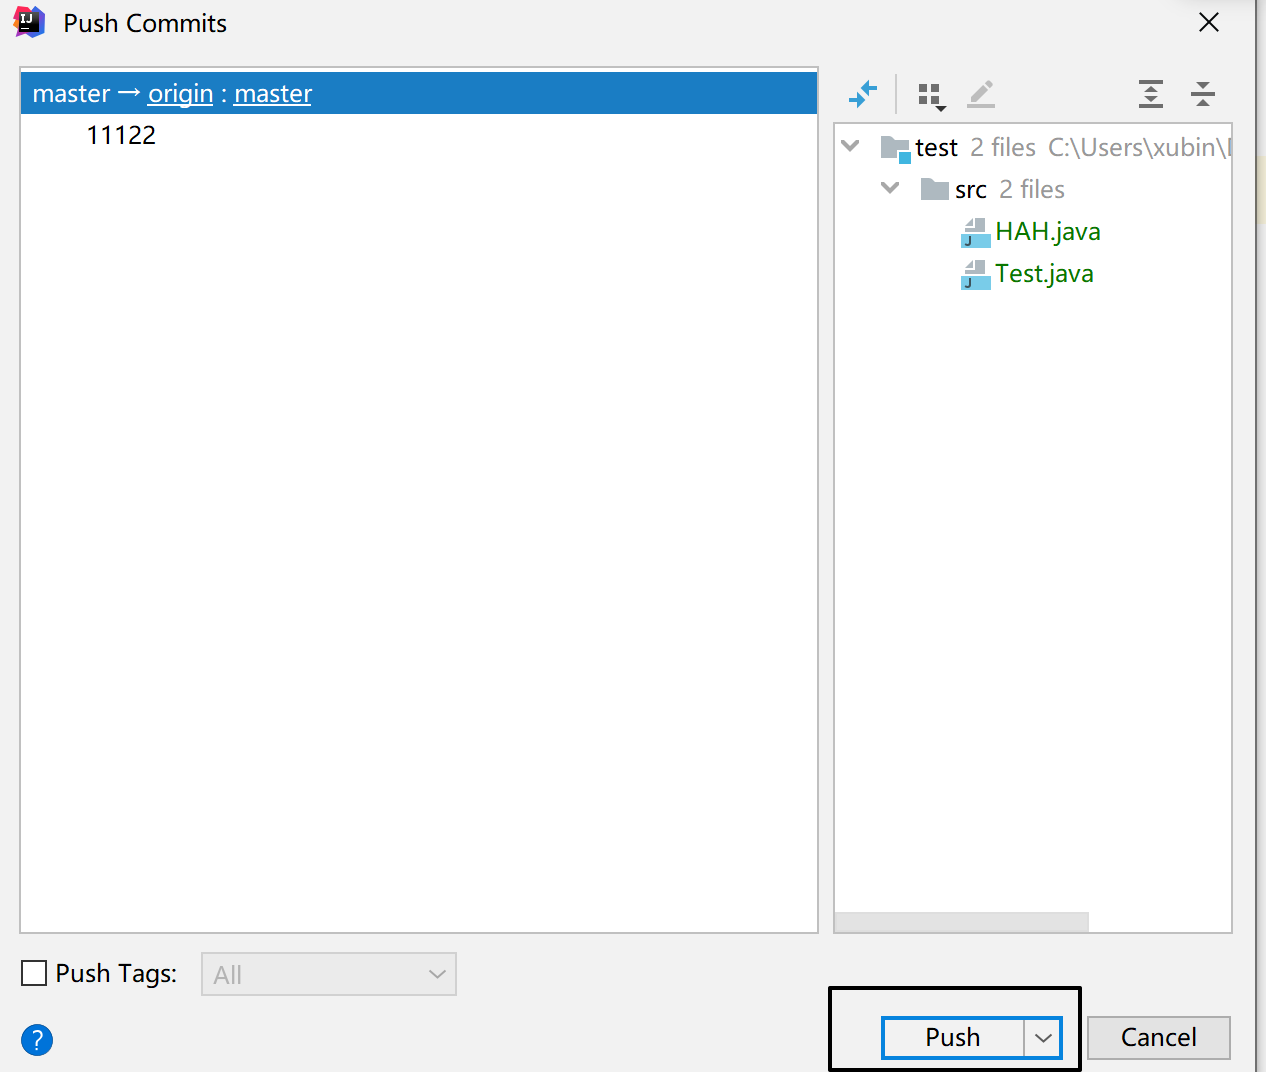 Push Commits
master → origin : master
11122
test 2 files C:\Users\xubin\
src 2 files
HAH.java
Test.java
Push Tags: All
?
Push
Cancel